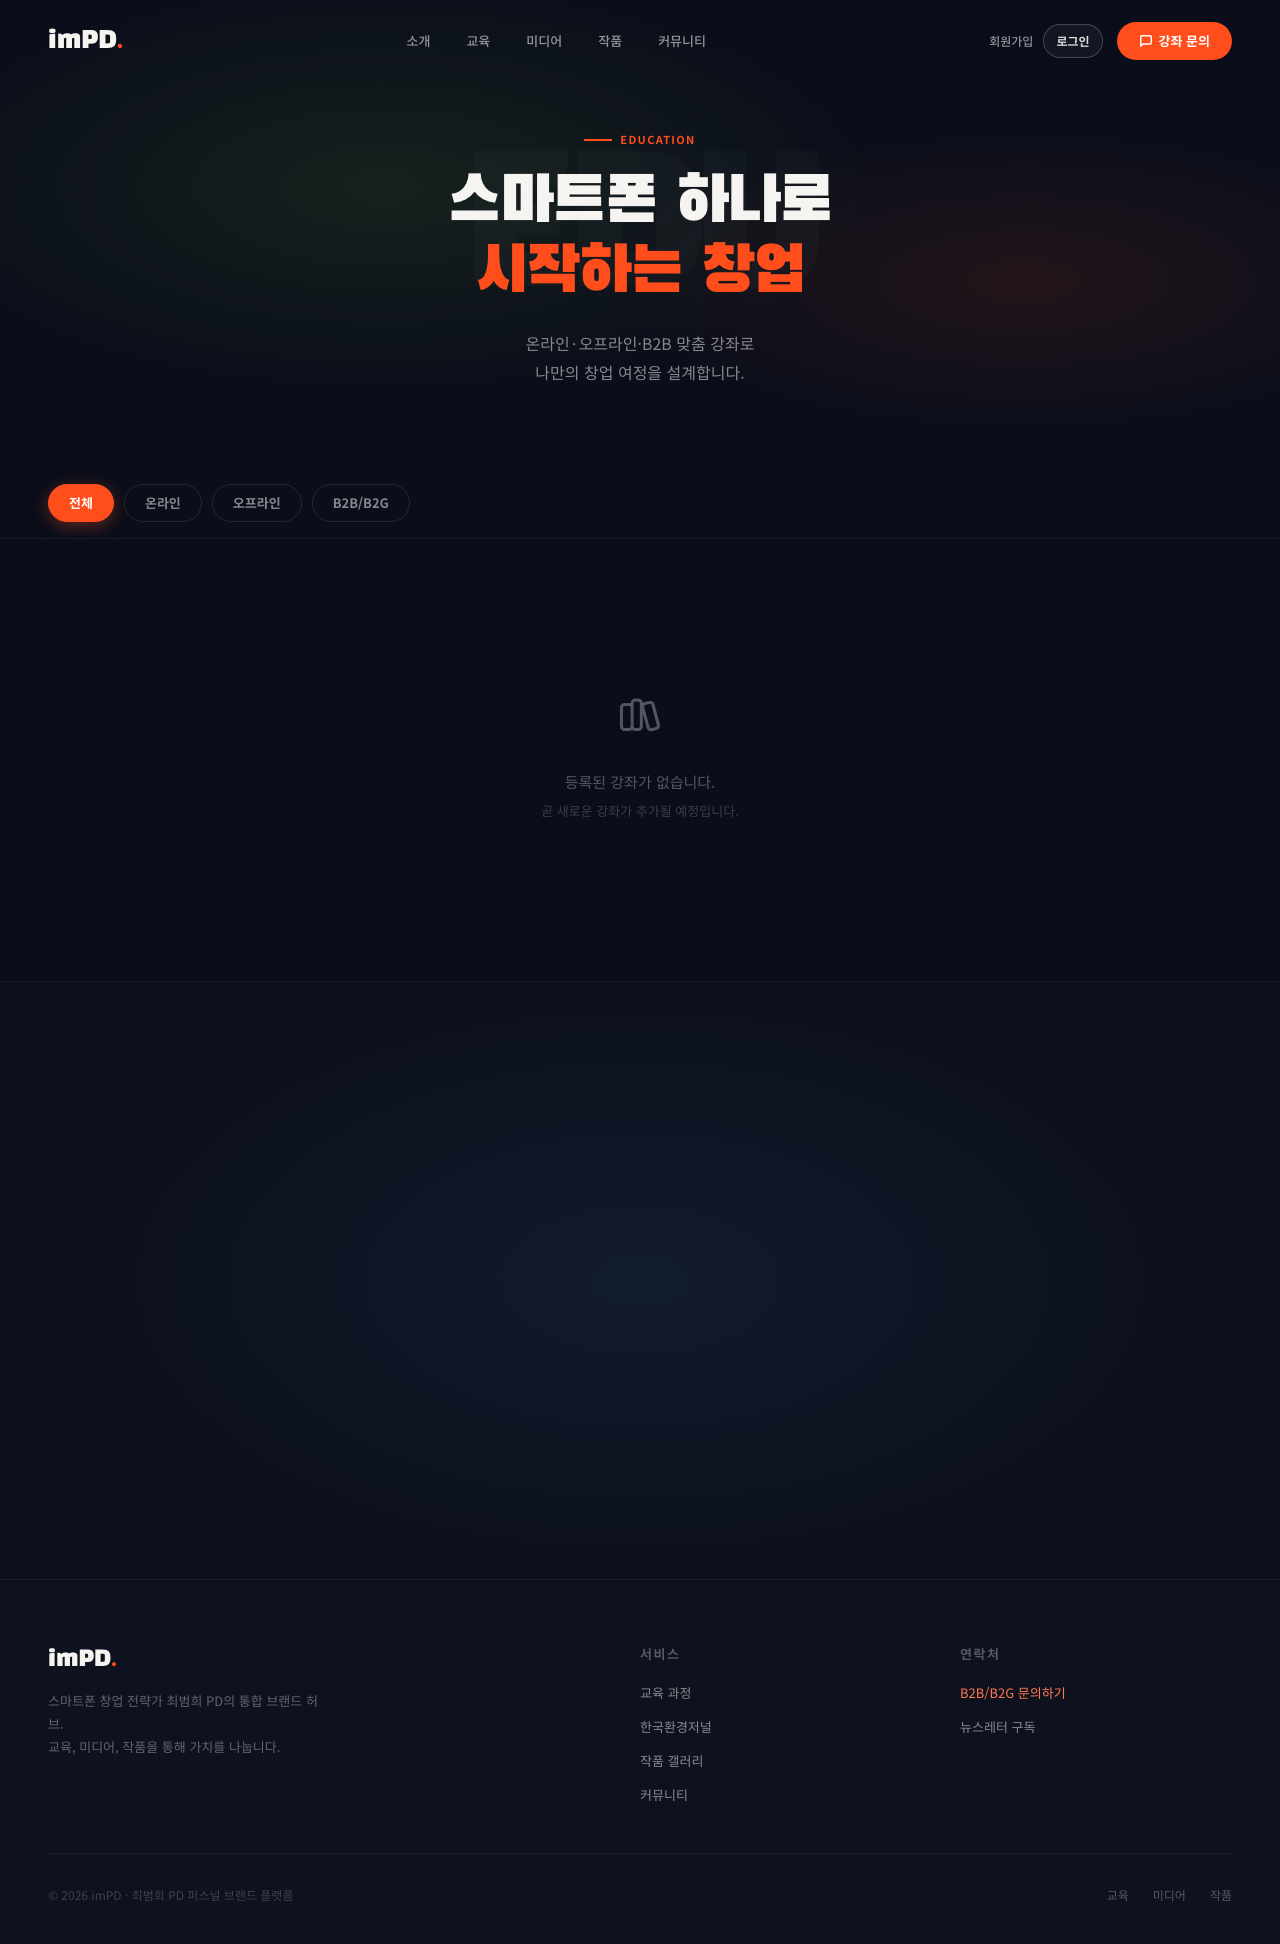 imPD.
소개
교육
미디어
작품
커뮤니티
회원가입
로그인
강좌 문의
EDU
EDUCATION
스마트폰 하나로
시작하는 창업
온라인·오프라인·B2B 맞춤 강좌로
나만의 창업 여정을 설계합니다.
전체
온라인
오프라인
B2B/B2G
등록된 강좌가 없습니다.
곧 새로운 강좌가 추가될 예정입니다.
imPD.
스마트폰 창업 전략가 최범희 PD의 통합 브랜드 허
브.
교육, 미디어, 작품을 통해 가치를 나눕니다.
서비스
교육 과정
한국환경저널
작품 갤러리
커뮤니티
연락처
B2B/B2G 문의하기
뉴스레터 구독
© 2026 imPD · 최범희 PD 퍼스널 브랜드 플랫폼
교육
미디어
작품